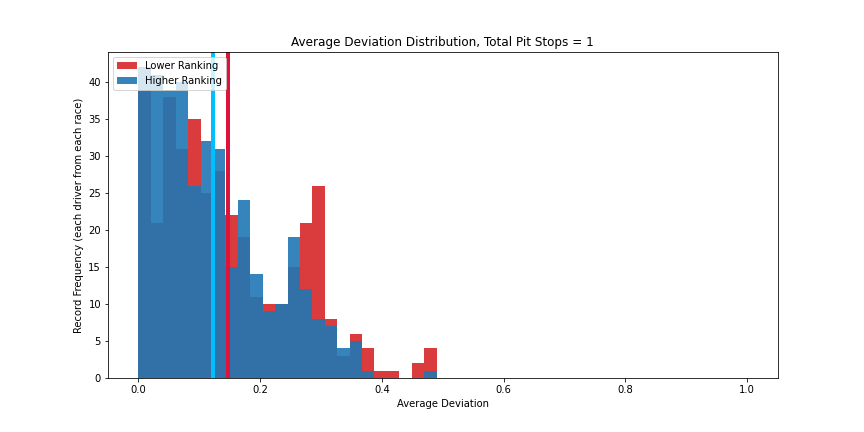 Average Deviation Distribution, Total Pit Stops = 1
Lower Ranking
Higher Ranking
Record Frequency (each driver from each race)
40
35
30
25
20
15
10
5
0
0.0 0.2 0.4 0.6 0.8 1.0
Average Deviation